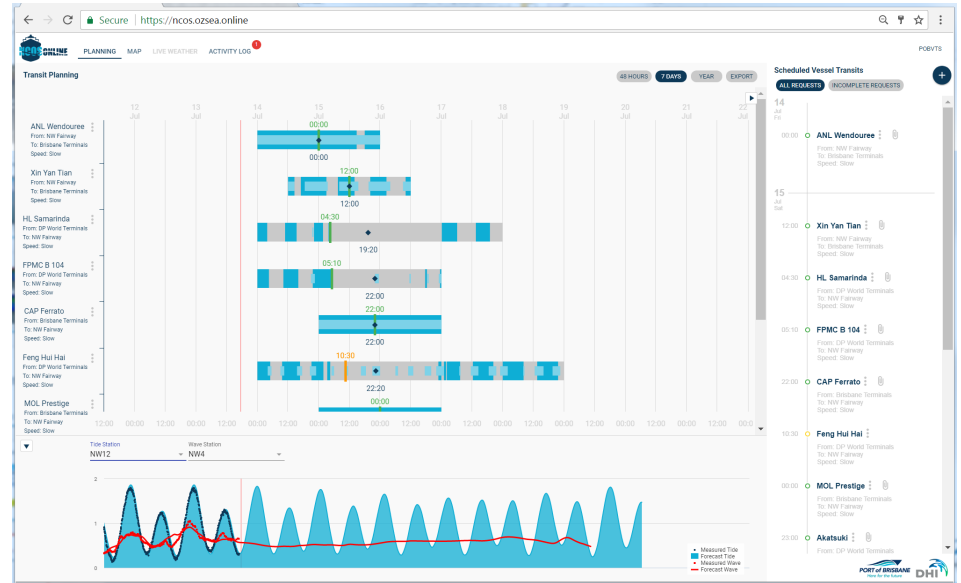 Secure | https://ncos.ozsea.online
NCOS ONLINE
PLANNING MAP LIVE WEATHER ACTIVITY LOG 1
POBVTS
Transit Planning
48 HOURS 7 DAYS YEAR EXPORT
12 13 14 15 16 17 18 19 20 21 22
Jul Jul Jul Jul Jul Jul Jul Jul Jul Jul Jul
ANL Wendouree
From: NW Fairway
To: Brisbane Terminals
Speed: Slow
00:00
00:00
Xin Yan Tian
From: NW Fairway
To: Brisbane Terminals
Speed: Slow
12:00
12:00
HL Samarinda
From: DP World Terminals
To: NW Fairway
Speed: Slow
04:30
19:20
FPMC B 104
From: DP World Terminals
To: NW Fairway
Speed: Slow
05:10
22:00
CAP Ferrato
From: Brisbane Terminals
To: NW Fairway
Speed: Slow
22:00
22:00
Feng Hui Hai
From: DP World Terminals
To: NW Fairway
Speed: Slow
10:30
22:20
MOL Prestige
From: Brisbane Terminals
To: NW Fairway
Speed: Slow
00:00
12:00 00:00 12:00 00:00 12:00 00:00 12:00 00:00 12:00 00:00 12:00 00:00 12:00 00:00 12:00 00:00 12:00 00:00 12:00 00:00 12:00 00:0
Tide Station
NW12
Wave Station
NW4
2
1
0
Measured Tide
Forecast Tide
Measured Wave
Forecast Wave
Scheduled Vessel Transits
+
ALL REQUESTS INCOMPLETE REQUESTS
14
Jul
Fri
00:00 ANL Wendouree
From: NW Fairway
To: Brisbane Terminals
Speed: Slow
15
Jul
Sat
12:00 Xin Yan Tian
From: NW Fairway
To: Brisbane Terminals
Speed: Slow
04:30 HL Samarinda
From: DP World Terminals
To: NW Fairway
Speed: Slow
05:10 FPMC B 104
From: DP World Terminals
To: NW Fairway
Speed: Slow
22:00 CAP Ferrato
From: Brisbane Terminals
To: NW Fairway
Speed: Slow
10:30 Feng Hui Hai
From: DP World Terminals
To: NW Fairway
Speed: Slow
00:00 MOL Prestige
From: Brisbane Terminals
To: NW Fairway
Speed: Slow
23:00 Akatsuki
From: DP World Terminals
PORT of BRISBANE
Here for the future
DHI